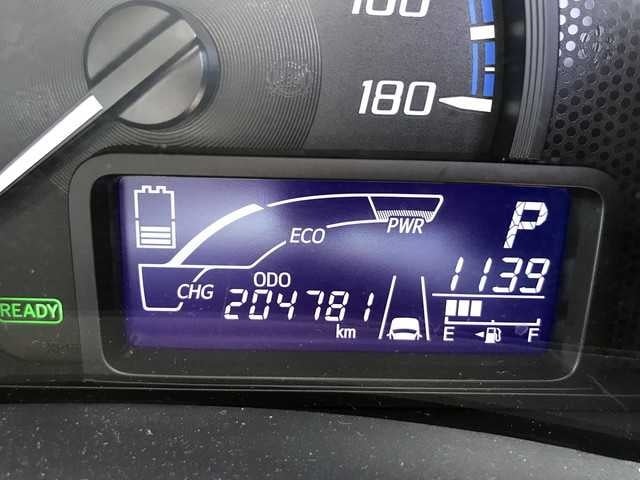 180
ECO
PWR
P
CHG
ODO
204781
km
1139
E
F
READY